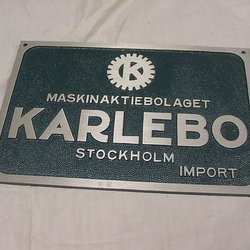 K
MASKINAKTIEBOLAGET
KARLEBO
STOCKHOLM
IMPORT